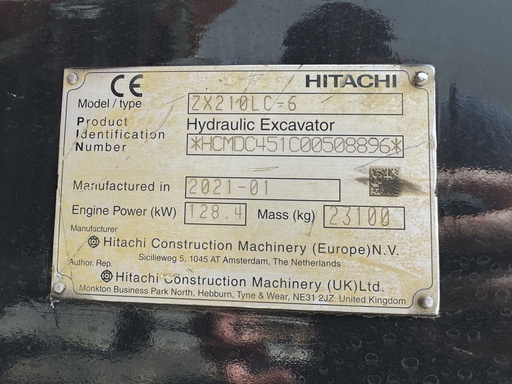 CE HITACHI
Model / type ZX210LC-6
Product Hydraulic Excavator
Identification
Number *HCMDC451C00508896*
Manufactured in 2021-01
Engine Power (kW) 128.4 Mass (kg) 23100
Manufacturer
Hitachi Construction Machinery (Europe)N.V.
Sicilieweg 5, 1045 AT Amsterdam, The Netherlands
Author. Rep.
Hitachi Construction Machinery (UK)Ltd.
Monkton Business Park North, Hebburn, Tyne & Wear, NE31 2JZ. United Kingdom